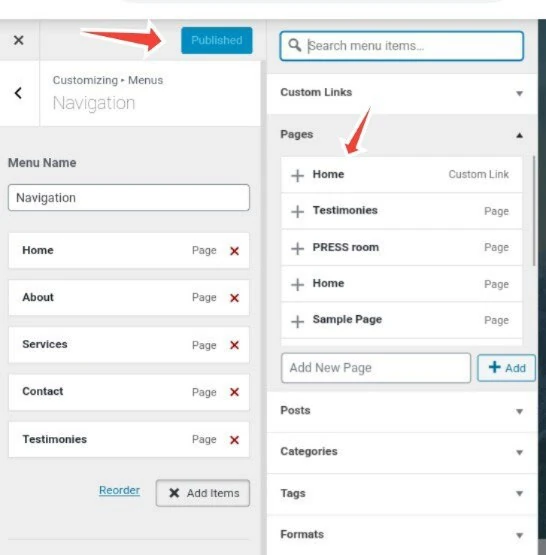 Published
Customizing • Menus
Navigation
Menu Name
Navigation
Home Page
About Page
Services Page
Contact Page
Testimonies Page
Reorder
Add Items
Search menu items...
Custom Links
Pages
Home Custom Link
Testimonies Page
PRESS room Page
Home Page
Sample Page Page
Add New Page
Add
Posts
Categories
Tags
Formats